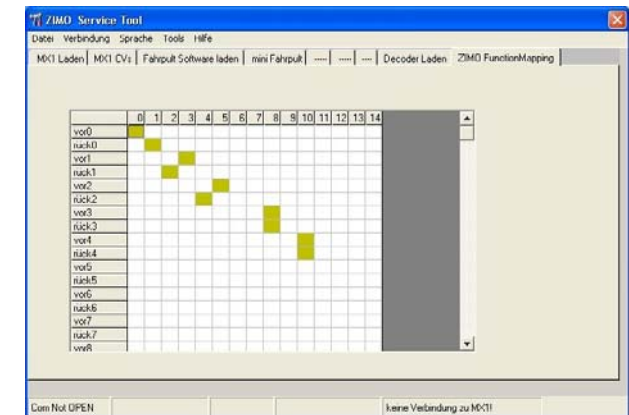 ZIMO Service Tool
Datei Verbindung Sprache Tools Hilfe
MX1 Laden MX1 CVs Fahrpult Software laden mini Fahrpult ----- ----- ---- Decoder Laden ZIMO FunctionMapping
0 1 2 3 4 5 6 7 8 9 10 11 12 13 14
vor0
rück0
vor1
rück1
vor2
rück2
vor3
rück3
vor4
rück4
vor5
rück5
vor6
rück6
vor7
rück7
vor8
Com Not OPEN keine Verbindung zu MX1!